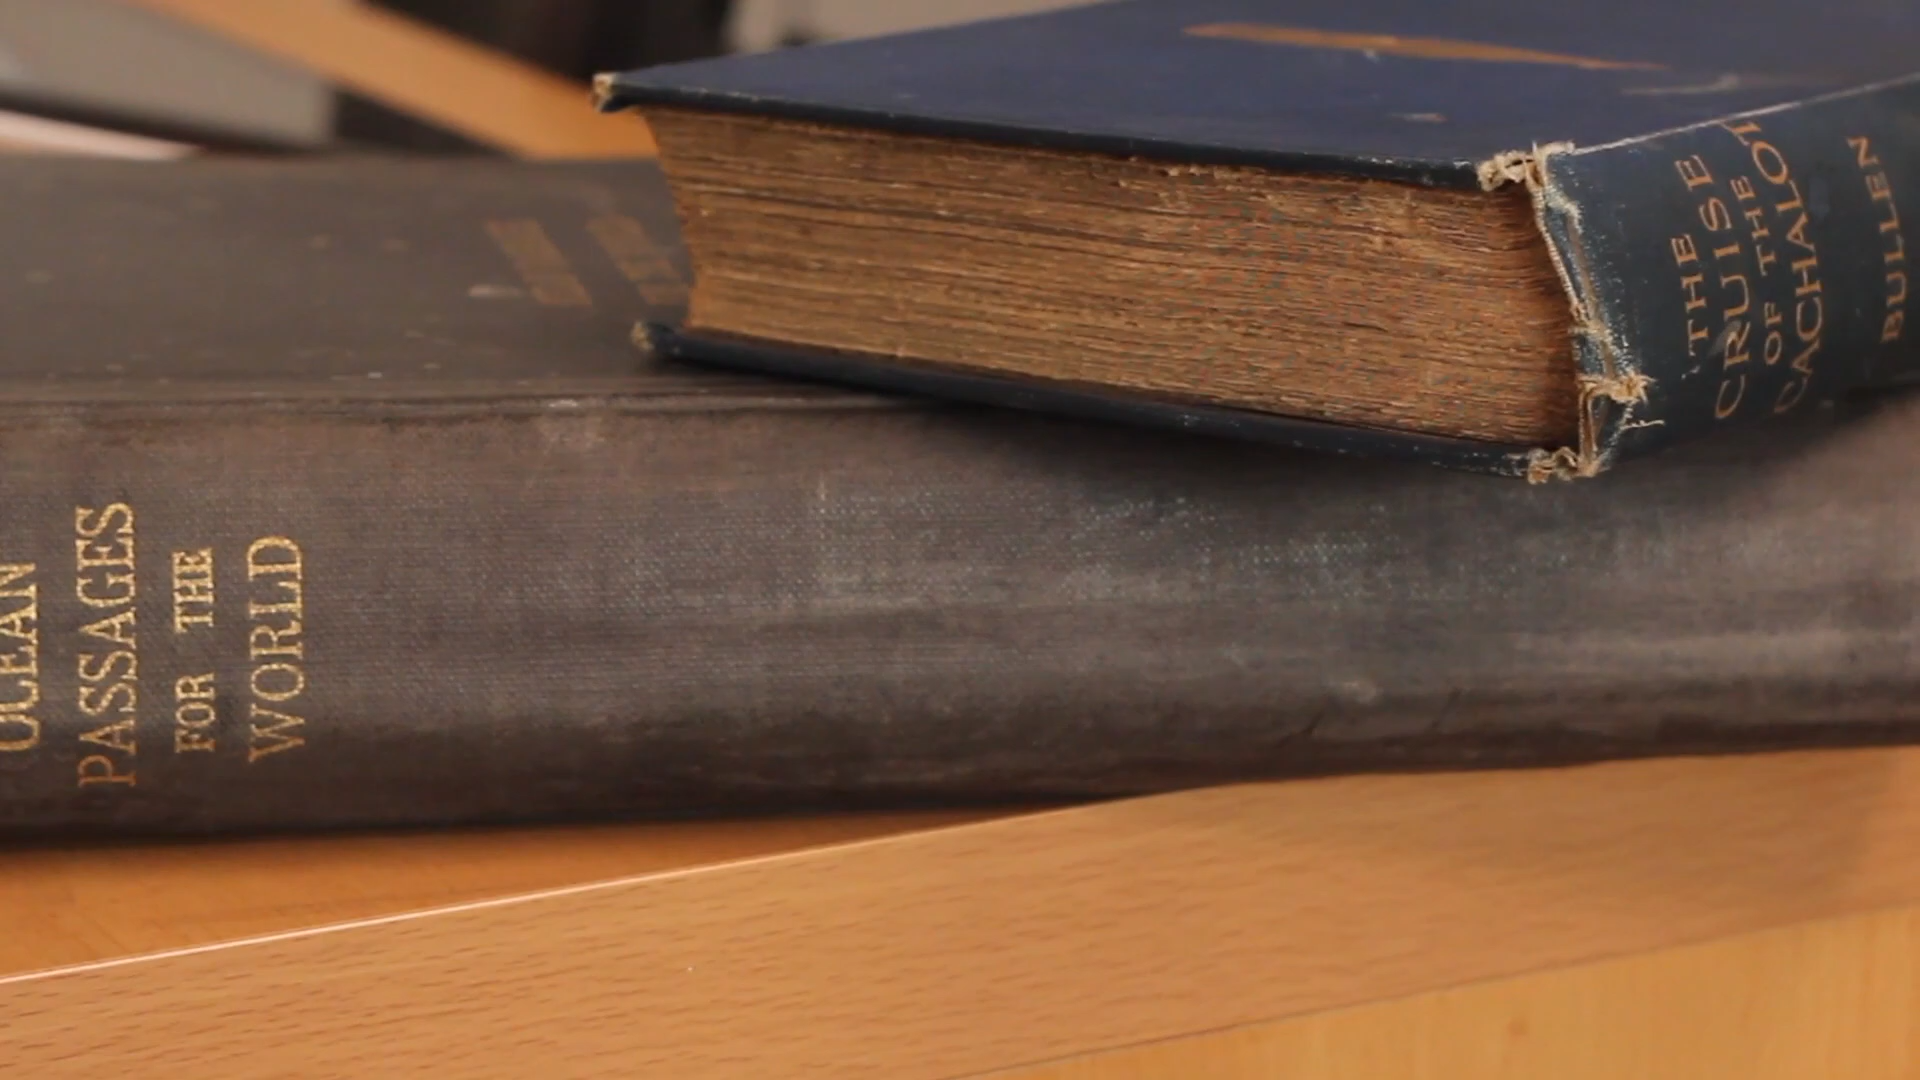 OCEAN
PASSAGES
FOR THE
WORLD
THE
CRUISE
OF THE
CACHALOT
BULLEN